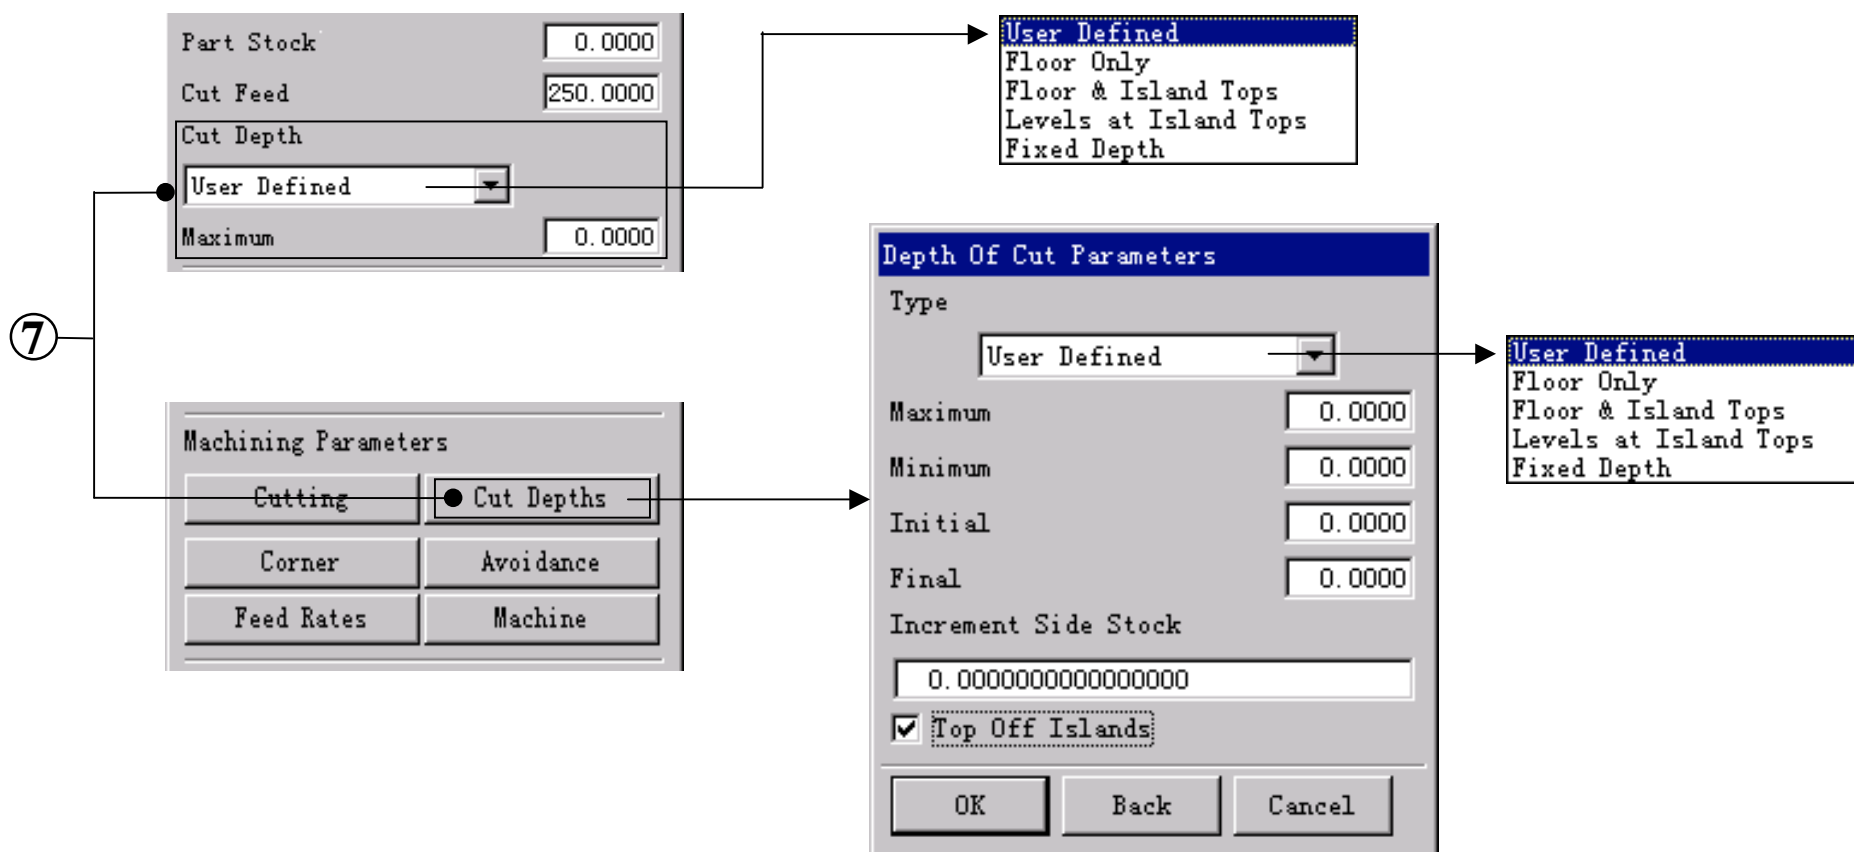 Part Stock 0.0000
Cut Feed 250.0000
Cut Depth
User Defined
Maximum 0.0000
User Defined
Floor Only
Floor & Island Tops
Levels at Island Tops
Fixed Depth
7
Machining Parameters
Cutting Cut Depths
Corner Avoidance
Feed Rates Machine
Depth Of Cut Parameters
Type
User Defined
Maximum 0.0000
Minimum 0.0000
Initial 0.0000
Final 0.0000
Increment Side Stock
0.0000000000000000
Top Off Islands
OK Back Cancel
User Defined
Floor Only
Floor & Island Tops
Levels at Island Tops
Fixed Depth